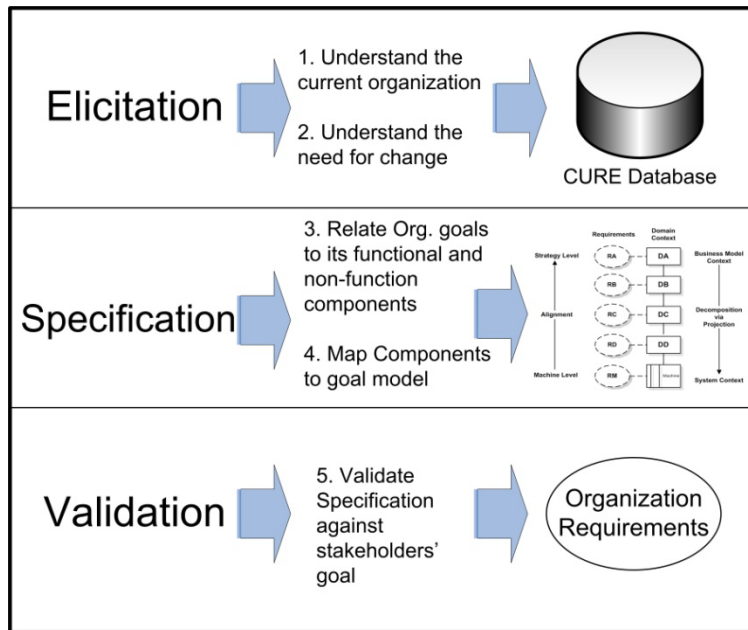 Elicitation
1. Understand the
current organization
2. Understand the
need for change
CURE Database
Specification
3. Relate Org. goals
to its functional and
non-function
components
4. Map Components
to goal model
Requirements
Domain
Context
Strategy Level
RA
DA
Business Model
Context
RB
DB
Alignment
RC
DC
Decomposition
via
Projection
RD
DD
Machine Level
RM
Machine
System Context
Validation
5. Validate
Specification
against
stakeholders'
goal
Organization
Requirements